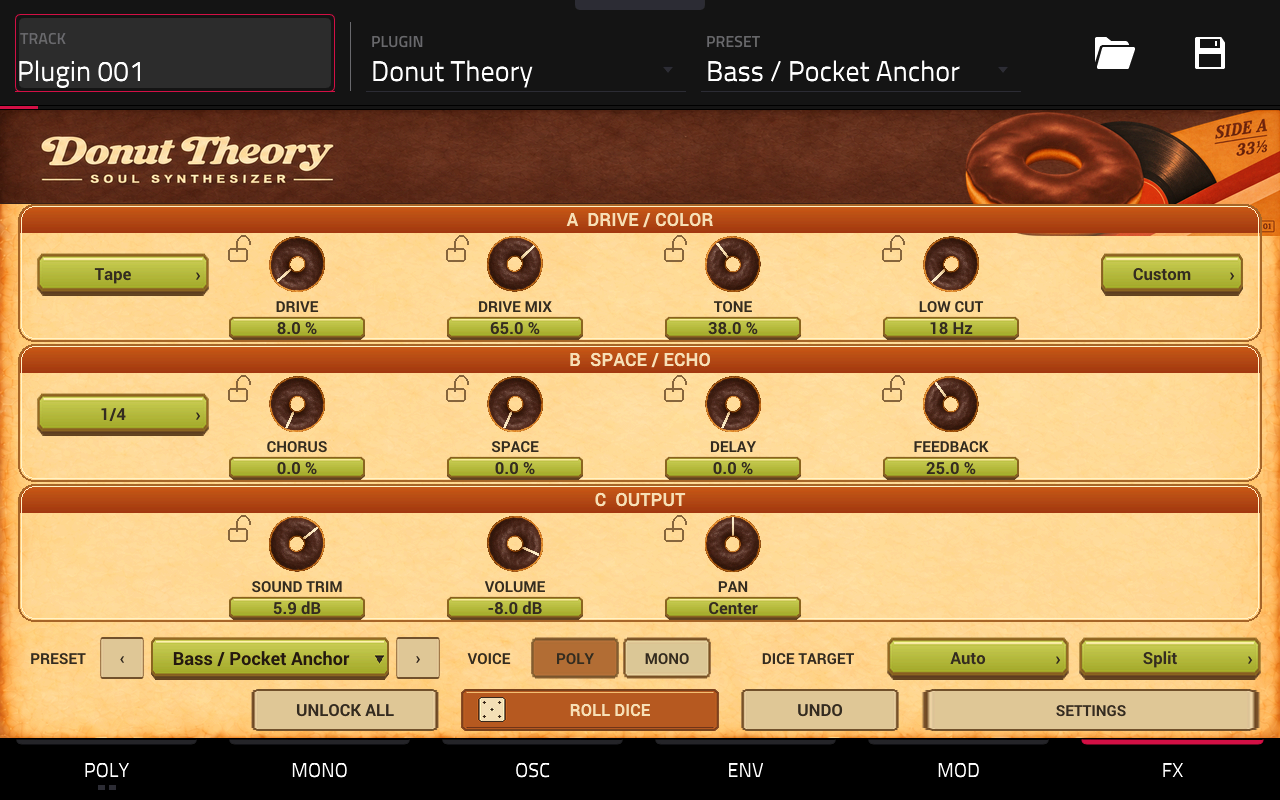 TRACK
Plugin 001
PLUGIN
Donut Theory
PRESET
Bass / Pocket Anchor
Donut Theory
SOUL SYNTHESIZER
SIDE A
33⅓
01
A DRIVE / COLOR
Tape ›
DRIVE
8.0 %
DRIVE MIX
65.0 %
TONE
38.0 %
LOW CUT
18 Hz
Custom ›
B SPACE / ECHO
1/4 ›
CHORUS
0.0 %
SPACE
0.0 %
DELAY
0.0 %
FEEDBACK
25.0 %
C OUTPUT
SOUND TRIM
5.9 dB
VOLUME
-8.0 dB
PAN
Center
PRESET ‹ Bass / Pocket Anchor ▾ › VOICE POLY MONO DICE TARGET Auto › Split ›
UNLOCK ALL ROLL DICE UNDO SETTINGS
POLY MONO OSC ENV MOD FX